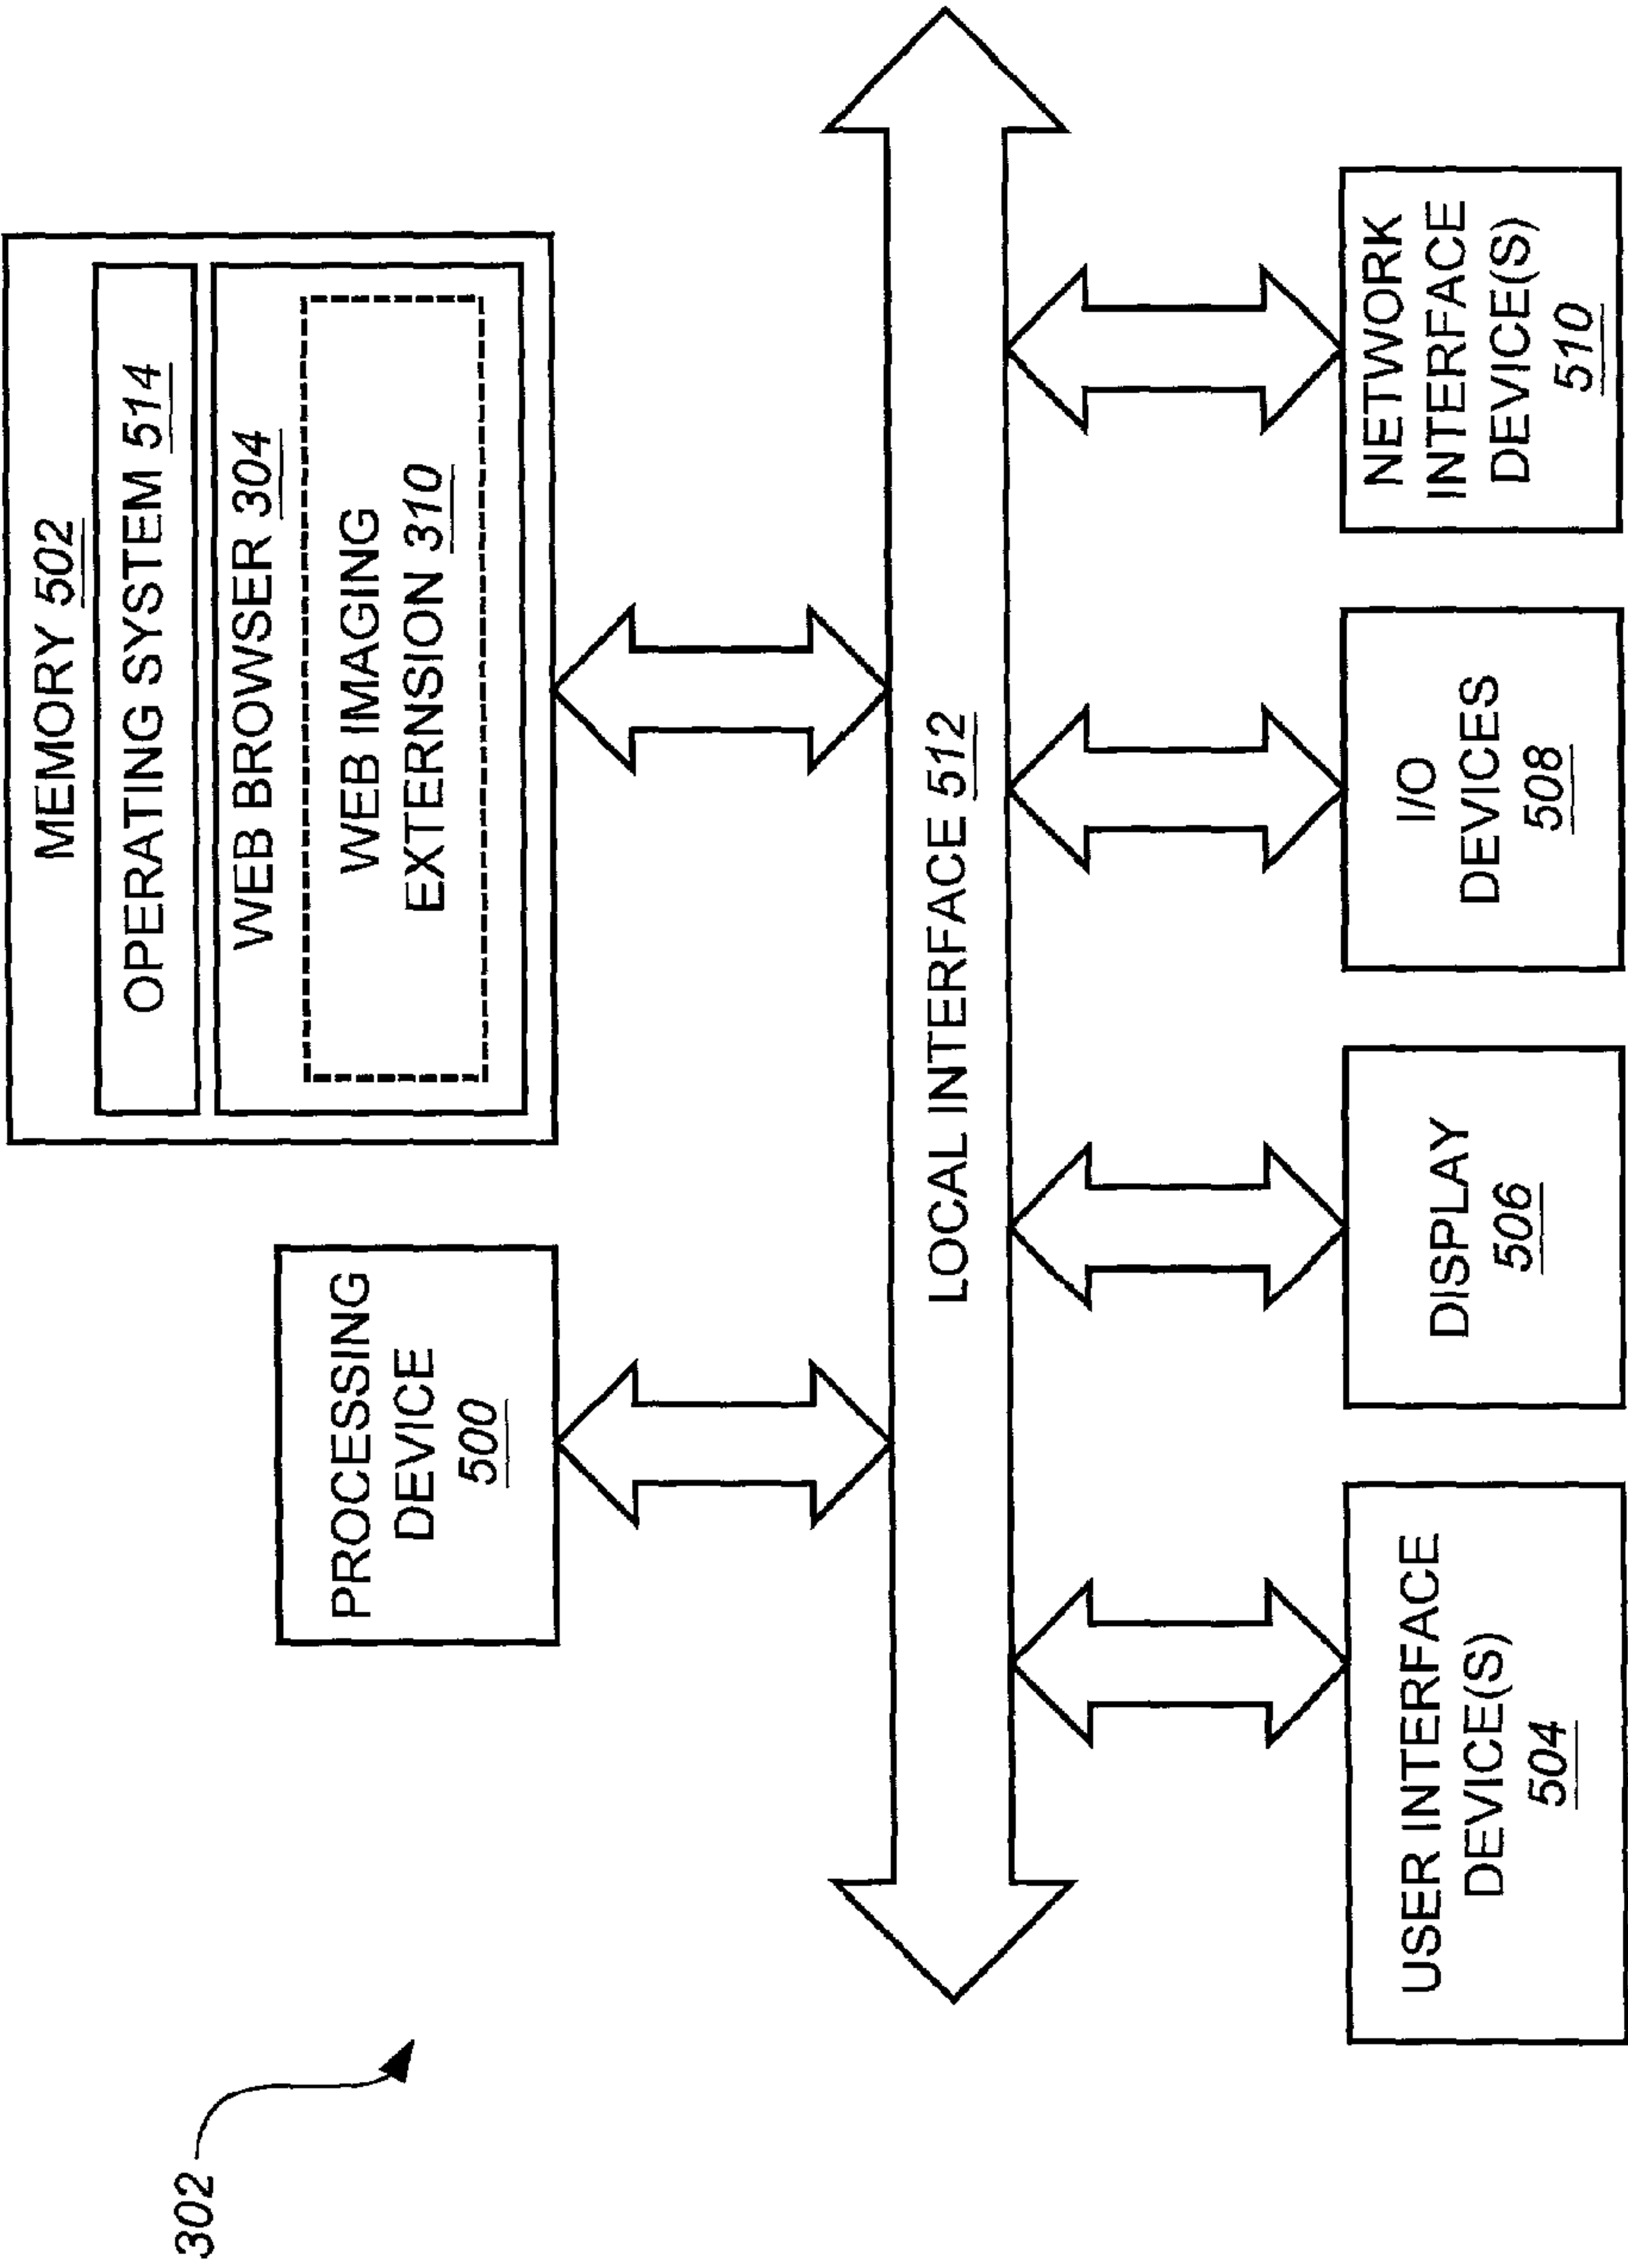 302
PROCESSING
DEVICE
500
MEMORY 502
OPERATING SYSTEM 514
WEB BROWSER 304
WEB IMAGING
EXTERNSION 310
LOCAL INTERFACE 512
USER INTERFACE
DEVICE(S)
504
DISPLAY
506
I/O
DEVICES
508
NETWORK
INTERFACE
DEVICE(S)
510